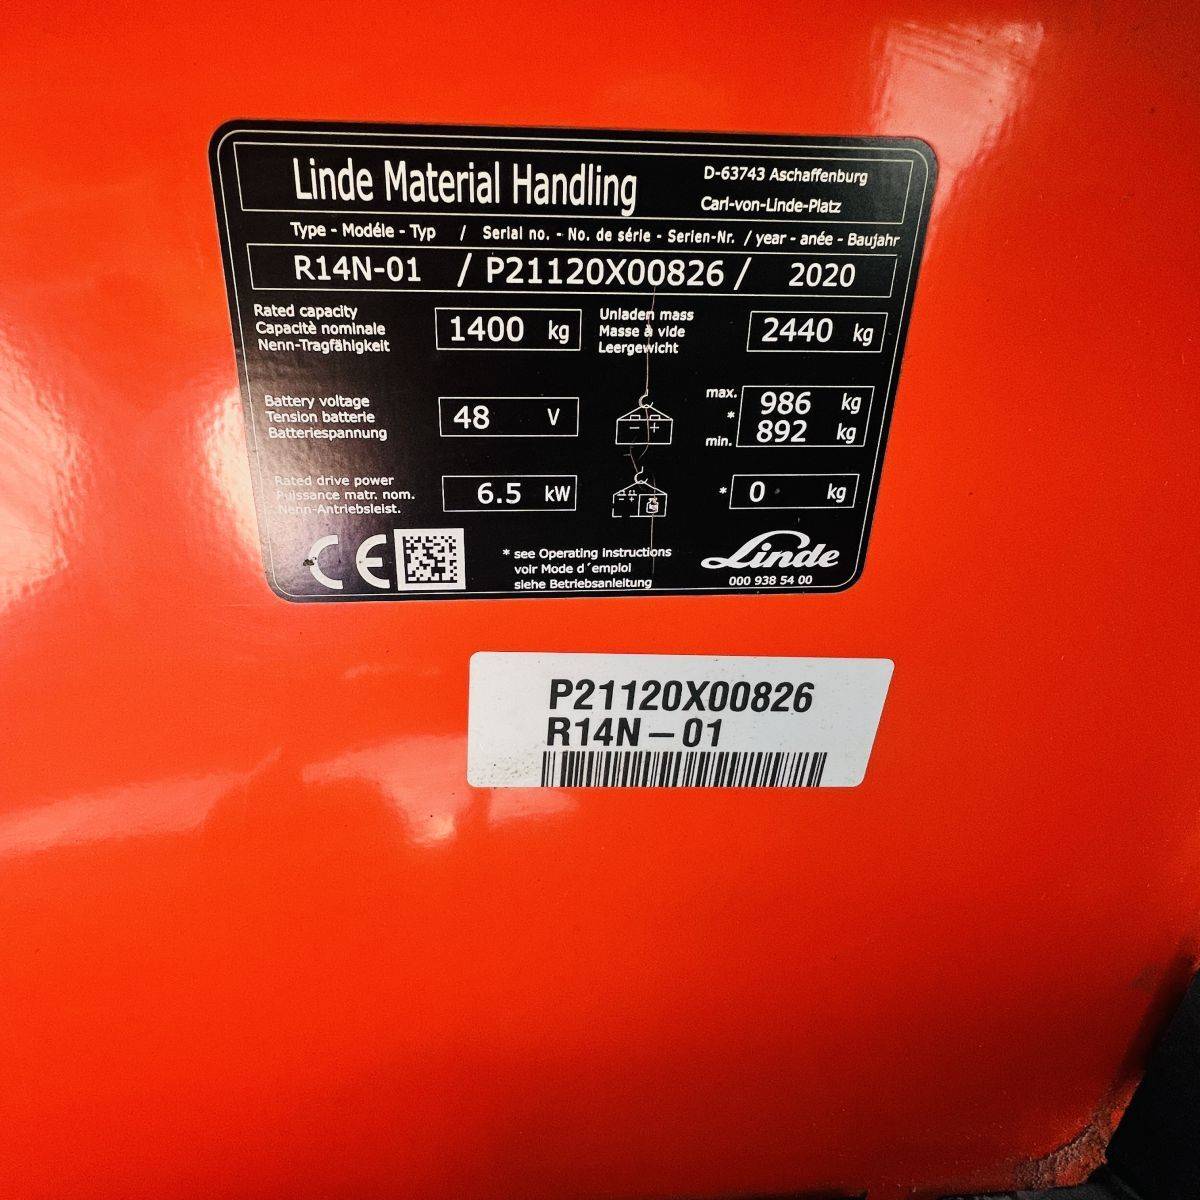 Linde Material Handling
D-63743 Aschaffenburg
Carl-von-Linde-Platz
Type - Modéle - Typ / Serial no. - No. de série - Serien-Nr. / year - anée - Baujahr
R14N-01 / P21120X00826 / 2020
Rated capacity
Capacitè nominale
Nenn-Tragfähigkeit
1400 kg
Unladen mass
Masse à vide
Leergewicht
2440 kg
Battery voltage
Tension batterie
Batteriespannung
48 V
- +
max.
*
min.
986 kg
892 kg
Rated drive power
Puissance matr. nom.
Nenn-Antriebsleist.
6.5 kW
- +
* 0 kg
CE
* see Operating instructions
voir Mode d´emploi
siehe Betriebsanleitung
Linde
000 938 54 00
P21120X00826
R14N-01